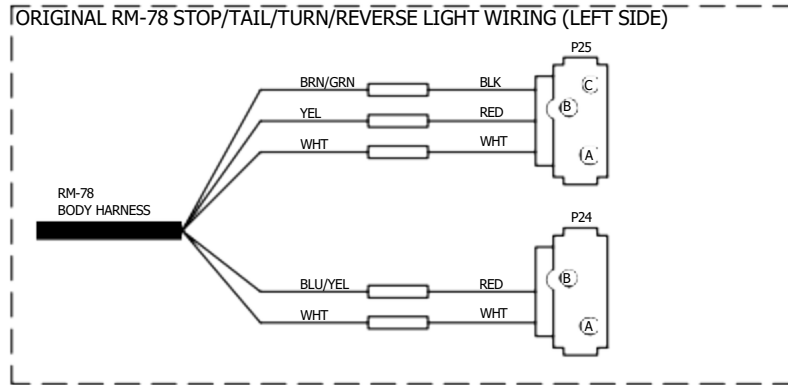 ORIGINAL RM-78 STOP/TAIL/TURN/REVERSE LIGHT WIRING (LEFT SIDE)
P25
BRN/GRN BLK C
B
YEL RED
WHT WHT A
RM-78
BODY HARNESS
P24
BLU/YEL RED B
WHT WHT A